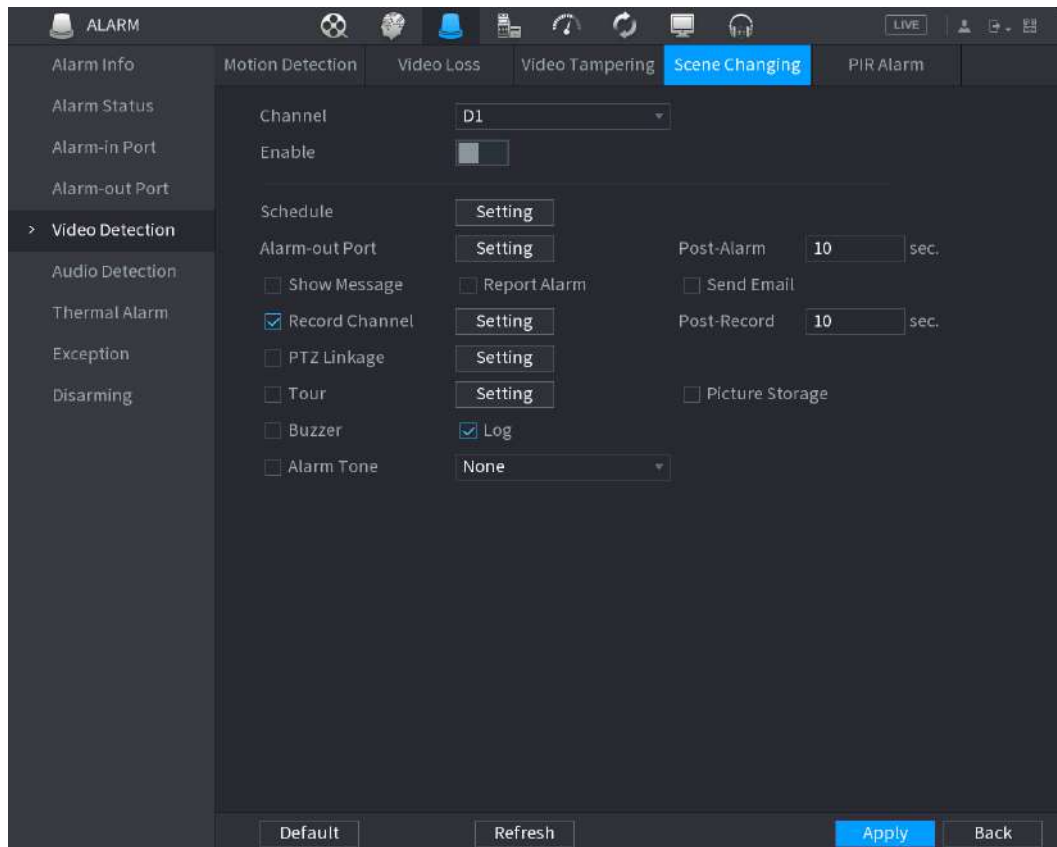 ALARM LIVE
Alarm Info Motion Detection Video Loss Video Tampering Scene Changing PIR Alarm
Alarm Status Channel D1
Alarm-in Port Enable
Alarm-out Port Schedule Setting
> Video Detection Alarm-out Port Setting Post-Alarm 10 sec.
Audio Detection Show Message Report Alarm Send Email
Thermal Alarm Record Channel Setting Post-Record 10 sec.
Exception PTZ Linkage Setting
Disarming Tour Setting Picture Storage
Buzzer Log
Alarm Tone None
Default Refresh Apply Back